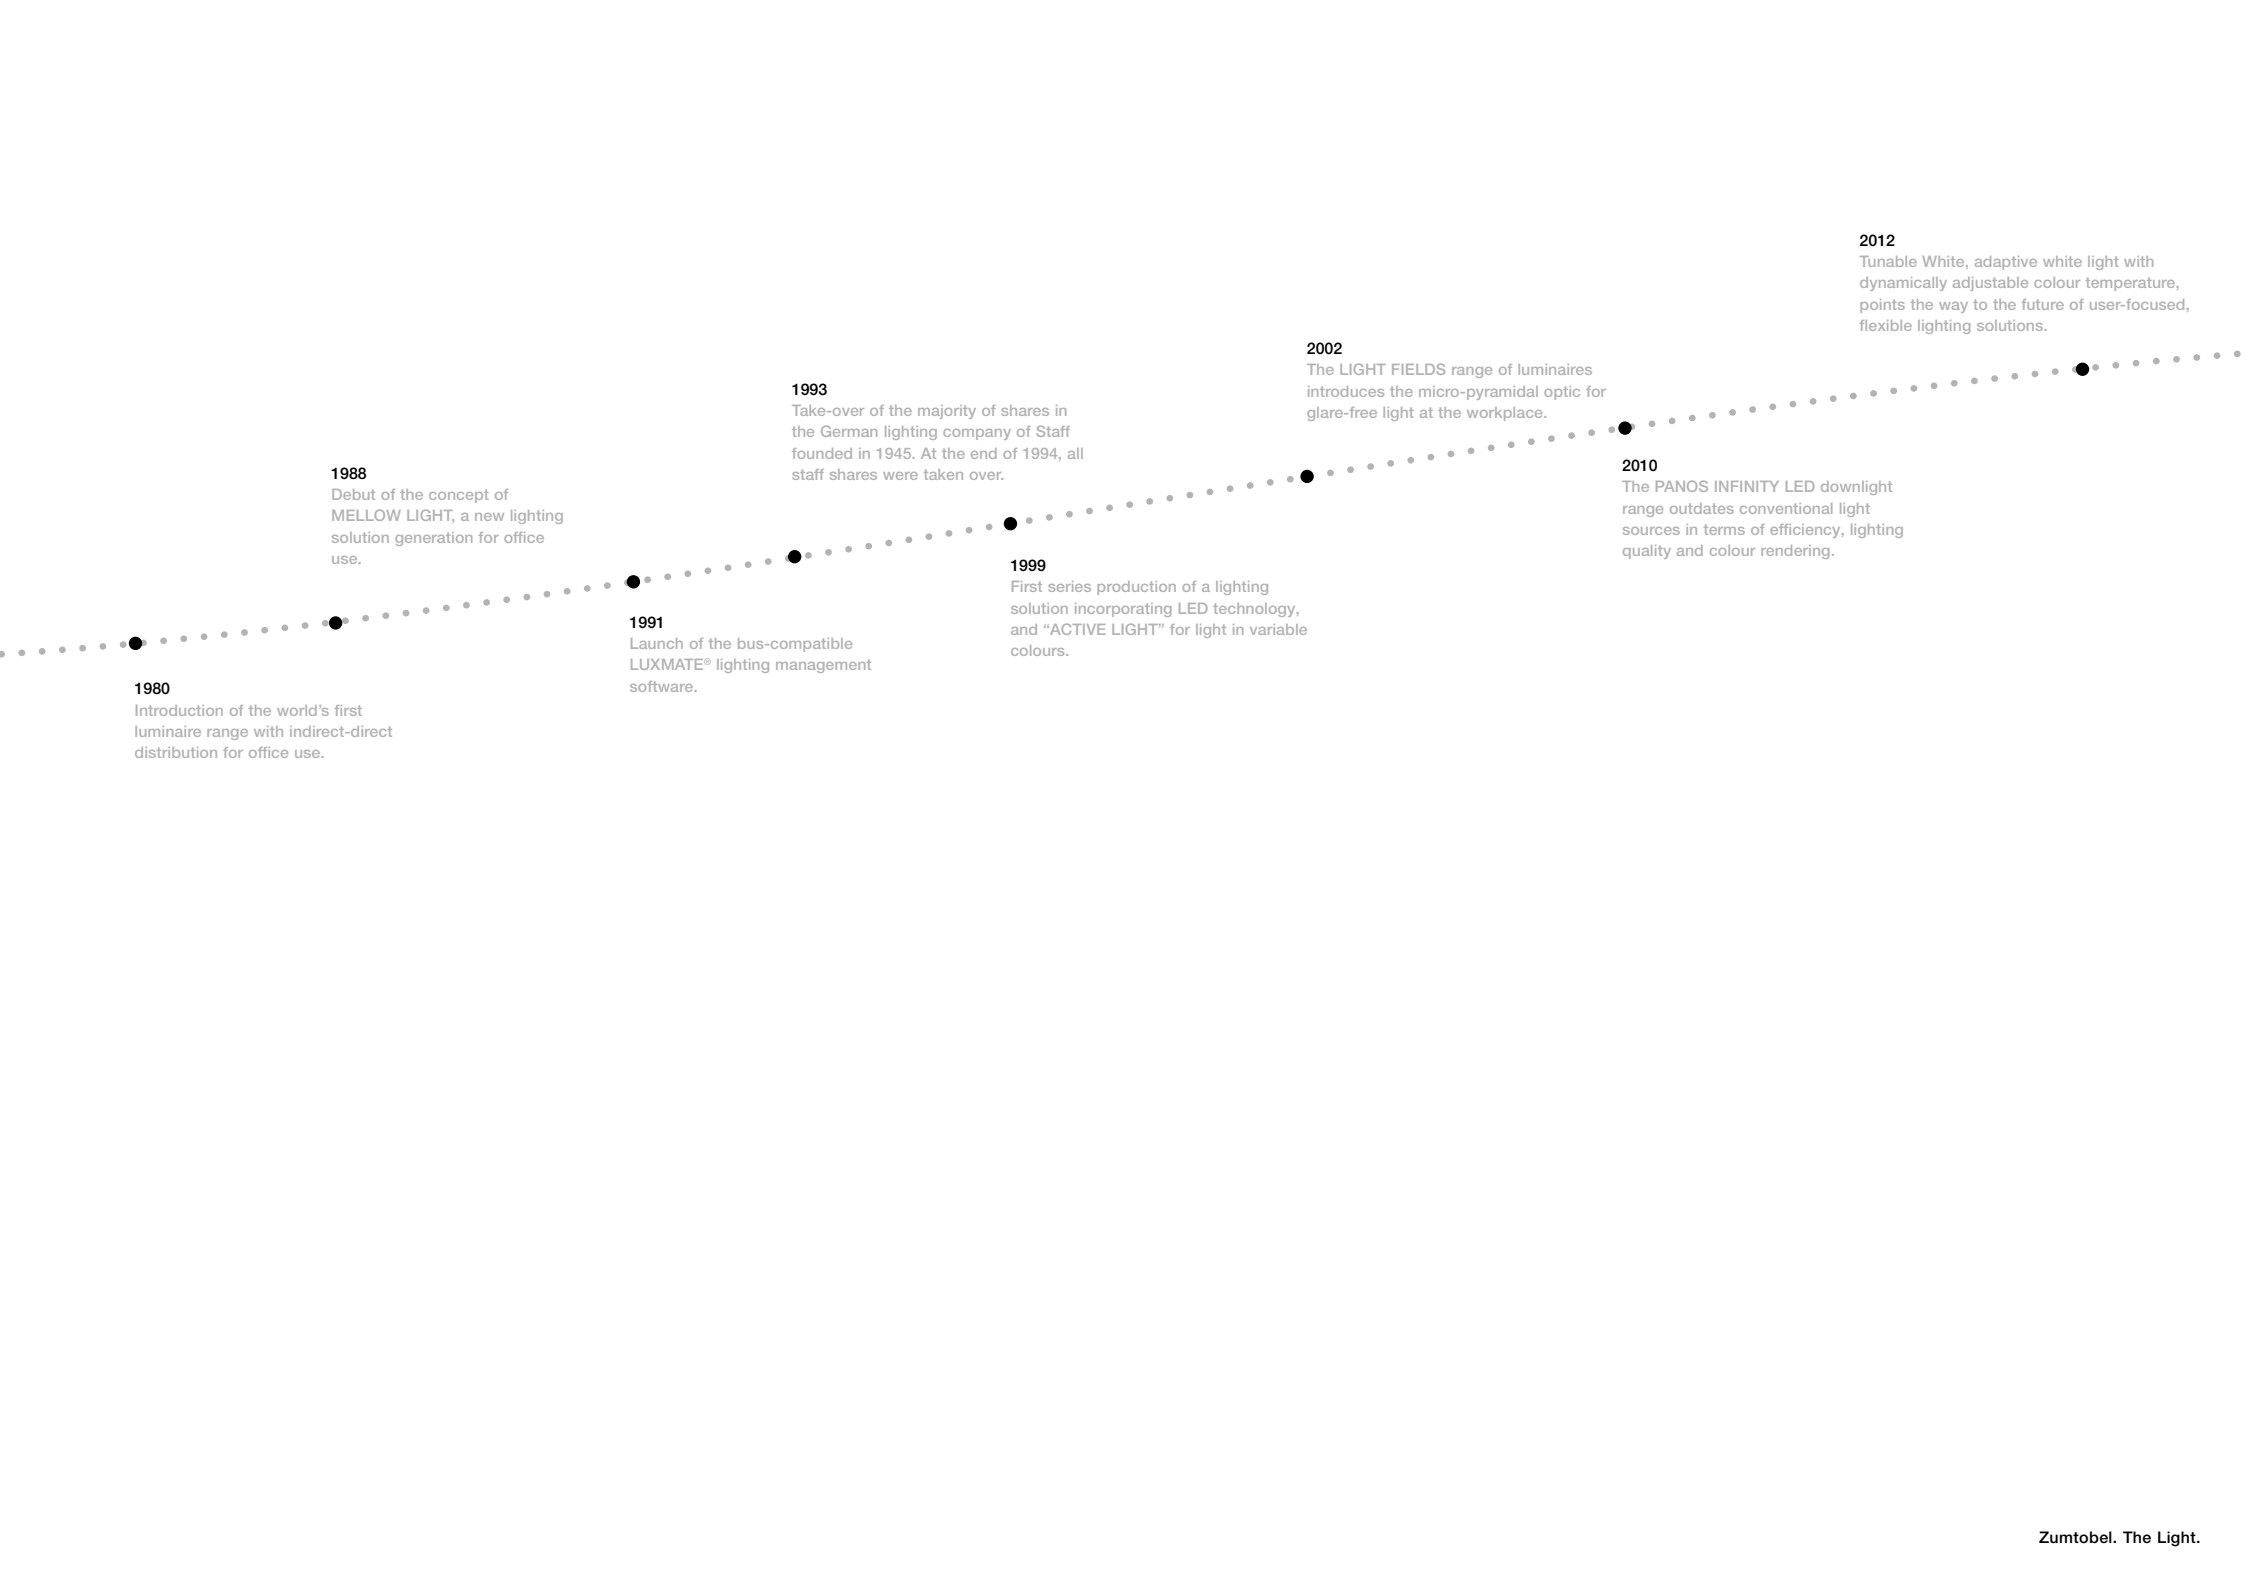 1980
Introduction of the world’s first
luminaire range with indirect-direct
distribution for office use.
1988
Debut of the concept of
MELLOW LIGHT, a new lighting
solution generation for office
use.
1991
Launch of the bus-compatible
LUXMATE® lighting management
software.
1993
Take-over of the majority of shares in
the German lighting company of Staff
founded in 1945. At the end of 1994, all
staff shares were taken over.
1999
First series production of a lighting
solution incorporating LED technology,
and “ACTIVE LIGHT” for light in variable
colours.
2002
The LIGHT FIELDS range of luminaires
introduces the micro-pyramidal optic for
glare-free light at the workplace.
2010
The PANOS INFINITY LED downlight
range outdates conventional light
sources in terms of efficiency, lighting
quality and colour rendering.
2012
Tunable White, adaptive white light with
dynamically adjustable colour temperature,
points the way to the future of user-focused,
flexible lighting solutions.
Zumtobel. The Light.